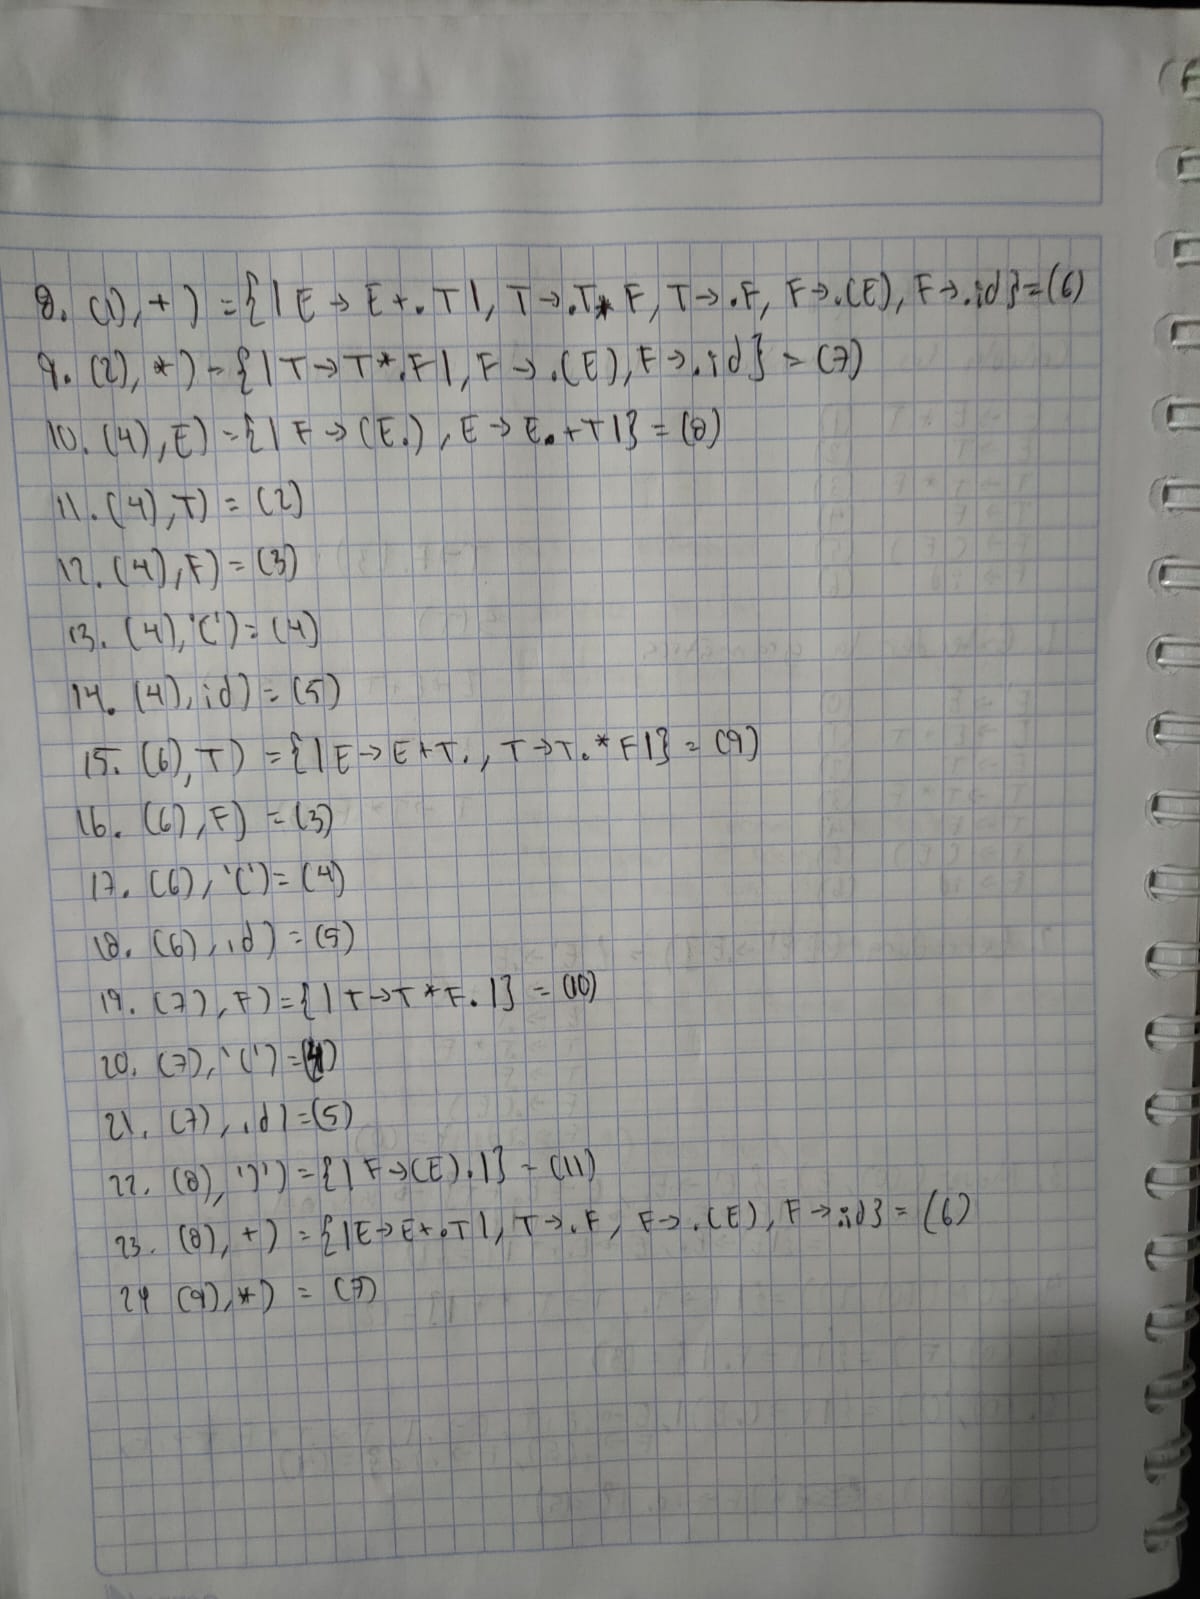 8. (1), +) = {|E → E+.T|, T→.T*F, T→.F, F→.(E), F→.id} = (6)
9. (2), *) = {|T→T*.F|, F→.(E), F→.id} = (7)
10. (4), E) = {|F→(E.), E→E.+T|} = (8)
11. (4), T) = (2)
12. (4), F) = (3)
13. (4), '(') = (4)
14. (4), id) = (5)
15. (6), T) = {|E→E+T., T→T.*F|} = (9)
16. (6), F) = (3)
17. (6), '(') = (4)
18. (6), id) = (5)
19. (7), F) = {|T→T*F.|} = (10)
20. (7), '(') = (4)
21. (7), id) = (5)
22. (8), ')') = {|F→(E).|} = (11)
23. (8), +) = {|E→E+.T|, T→.F, F→.(E), F→.id} = (6)
24 (9), *) = (7)